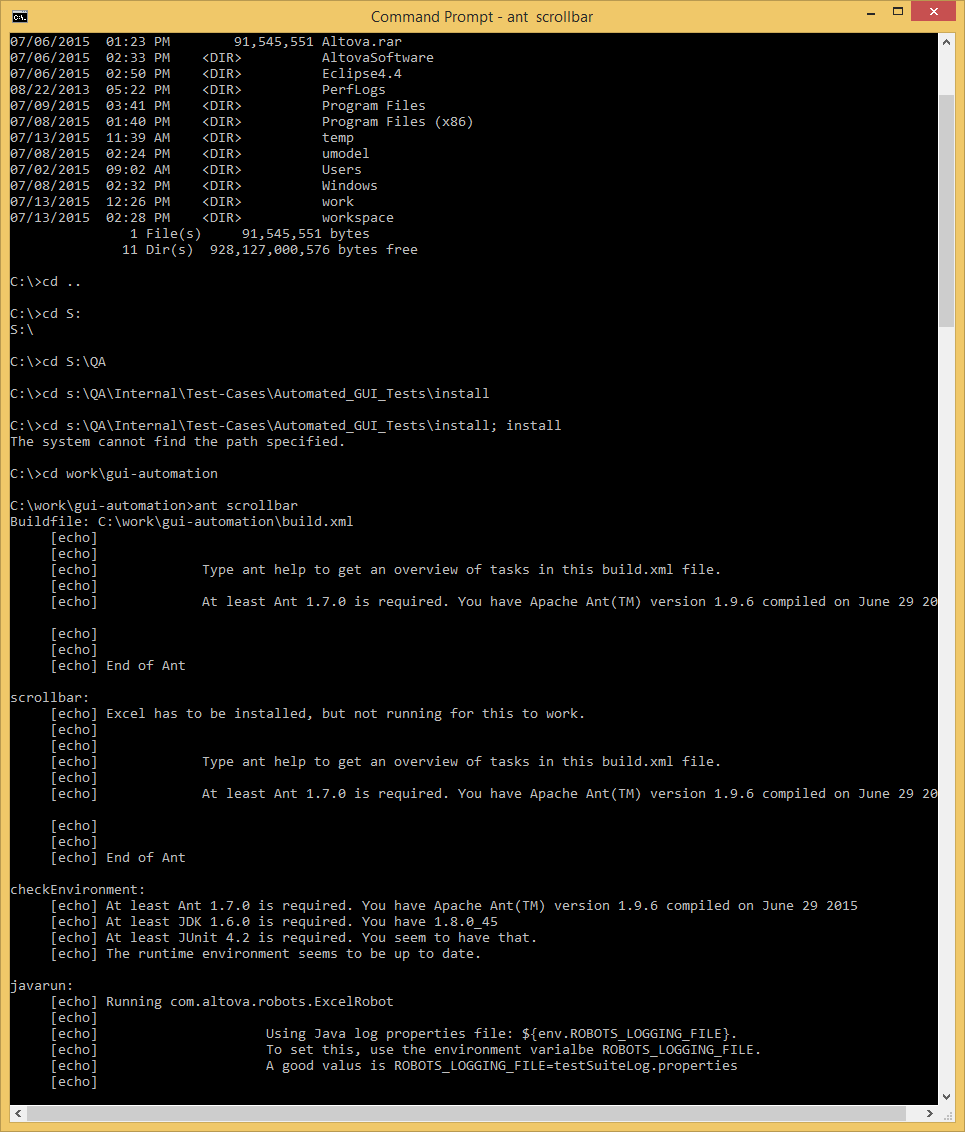 Command Prompt - ant  scrollbar
07/06/2015  01:23 PM        91,545,551 Altova.rar
07/06/2015  02:33 PM    <DIR>          AltovaSoftware
07/06/2015  02:50 PM    <DIR>          Eclipse4.4
08/22/2013  05:22 PM    <DIR>          PerfLogs
07/09/2015  03:41 PM    <DIR>          Program Files
07/08/2015  01:40 PM    <DIR>          Program Files (x86)
07/13/2015  11:39 AM    <DIR>          temp
07/08/2015  02:24 PM    <DIR>          umodel
07/02/2015  09:02 AM    <DIR>          Users
07/08/2015  02:32 PM    <DIR>          Windows
07/13/2015  12:26 PM    <DIR>          work
07/13/2015  02:28 PM    <DIR>          workspace
               1 File(s)     91,545,551 bytes
              11 Dir(s)  928,127,000,576 bytes free
C:\>cd ..
C:\>cd S:
S:\
C:\>cd S:\QA
C:\>cd s:\QA\Internal\Test-Cases\Automated_GUI_Tests\install
C:\>cd s:\QA\Internal\Test-Cases\Automated_GUI_Tests\install; install
The system cannot find the path specified.
C:\>cd work\gui-automation
C:\work\gui-automation>ant scrollbar
Buildfile: C:\work\gui-automation\build.xml
     [echo]
     [echo]
     [echo]             Type ant help to get an overview of tasks in this build.xml file.
     [echo]
     [echo]             At least Ant 1.7.0 is required. You have Apache Ant(TM) version 1.9.6 compiled on June 29 20
     [echo]
     [echo]
     [echo] End of Ant
scrollbar:
     [echo] Excel has to be installed, but not running for this to work.
     [echo]
     [echo]
     [echo]             Type ant help to get an overview of tasks in this build.xml file.
     [echo]
     [echo]             At least Ant 1.7.0 is required. You have Apache Ant(TM) version 1.9.6 compiled on June 29 20
     [echo]
     [echo]
     [echo] End of Ant
checkEnvironment:
     [echo] At least Ant 1.7.0 is required. You have Apache Ant(TM) version 1.9.6 compiled on June 29 2015
     [echo] At least JDK 1.6.0 is required. You have 1.8.0_45
     [echo] At least JUnit 4.2 is required. You seem to have that.
     [echo] The runtime environment seems to be up to date.
javarun:
     [echo] Running com.altova.robots.ExcelRobot
     [echo]
     [echo]                     Using Java log properties file: ${env.ROBOTS_LOGGING_FILE}.
     [echo]                     To set this, use the environment varialbe ROBOTS_LOGGING_FILE.
     [echo]                     A good valus is ROBOTS_LOGGING_FILE=testSuiteLog.properties
     [echo]